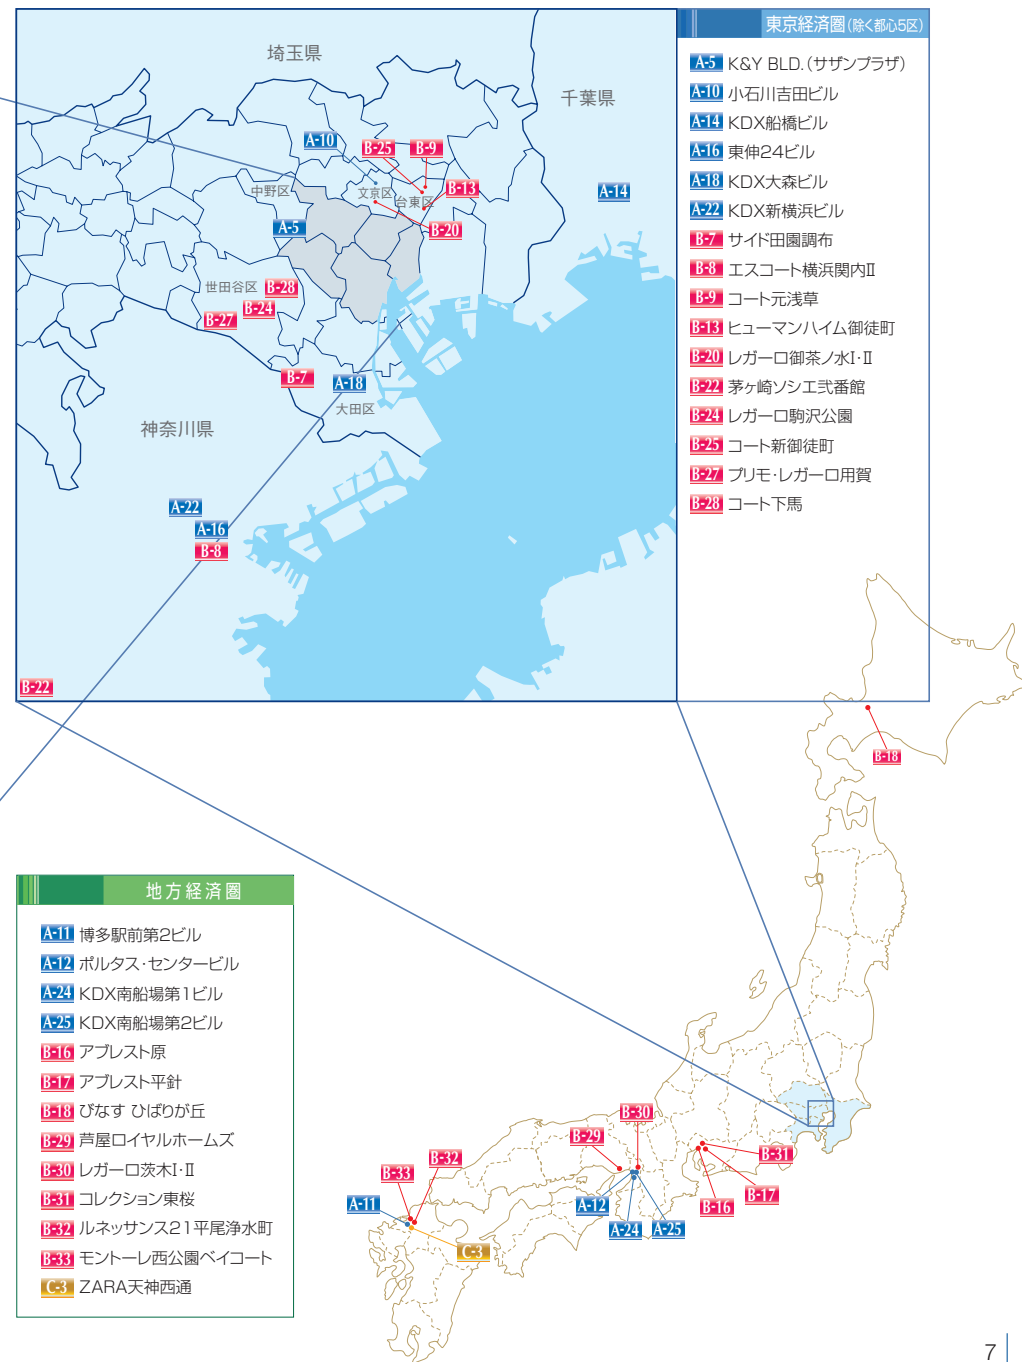 東京経済圏(除く都心5区)
A-5 K&Y BLD.(サザンプラザ)
A-10 小石川吉田ビル
A-14 KDX船橋ビル
A-16 東伸24ビル
A-18 KDX大森ビル
A-22 KDX新横浜ビル
B-7 サイド田園調布
B-8 エスコート横浜関内Ⅱ
B-9 コート元浅草
B-13 ヒューマンハイム御徒町
B-20 レガーロ御茶ノ水Ⅰ・Ⅱ
B-22 茅ヶ崎ソシエ弐番館
B-24 レガーロ駒沢公園
B-25 コート新御徒町
B-27 プリモ・レガーロ用賀
B-28 コート下馬
埼玉県
千葉県
A-10
B-25
B-9
中野区
文京区
台東区
B-13
A-14
A-5
B-20
世田谷区
B-28
B-24
B-27
B-7
A-18
大田区
神奈川県
A-22
A-16
B-8
B-22
B-18
地方経済圏
A-11 博多駅前第2ビル
A-12 ポルタス・センタービル
A-24 KDX南船場第1ビル
A-25 KDX南船場第2ビル
B-16 アブレスト原
B-17 アブレスト平針
B-18 びなす ひばりが丘
B-29 芦屋ロイヤルホームズ
B-30 レガーロ茨木Ⅰ・Ⅱ
B-31 コレクション東桜
B-32 ルネッサンス21平尾浄水町
B-33 モントーレ西公園ベイコート
C-3 ZARA天神西通
B-30
B-29
B-31
B-32
B-33
B-17
B-16
A-11
A-12
A-24
A-25
C-3
7